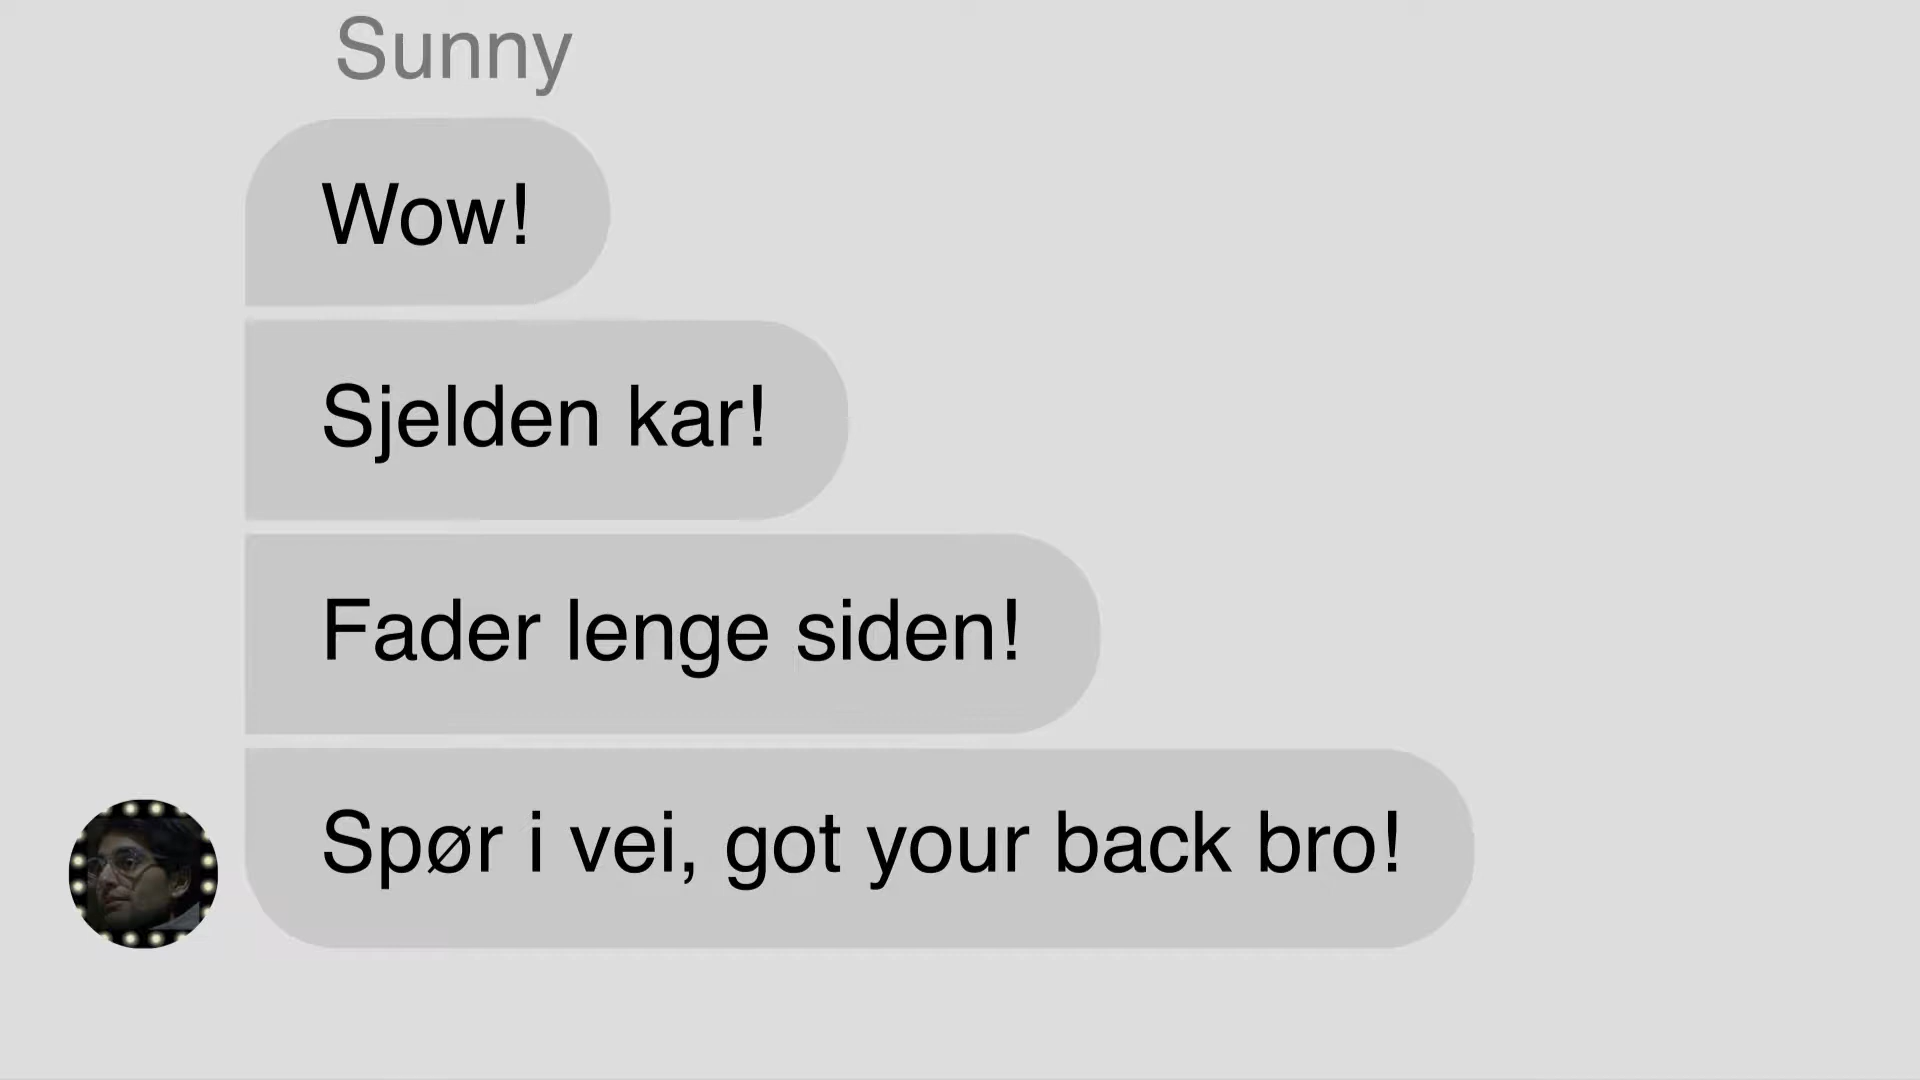 Sunny
Wow!
Sjelden kar!
Fader lenge siden!
Spør i vei, got your back bro!